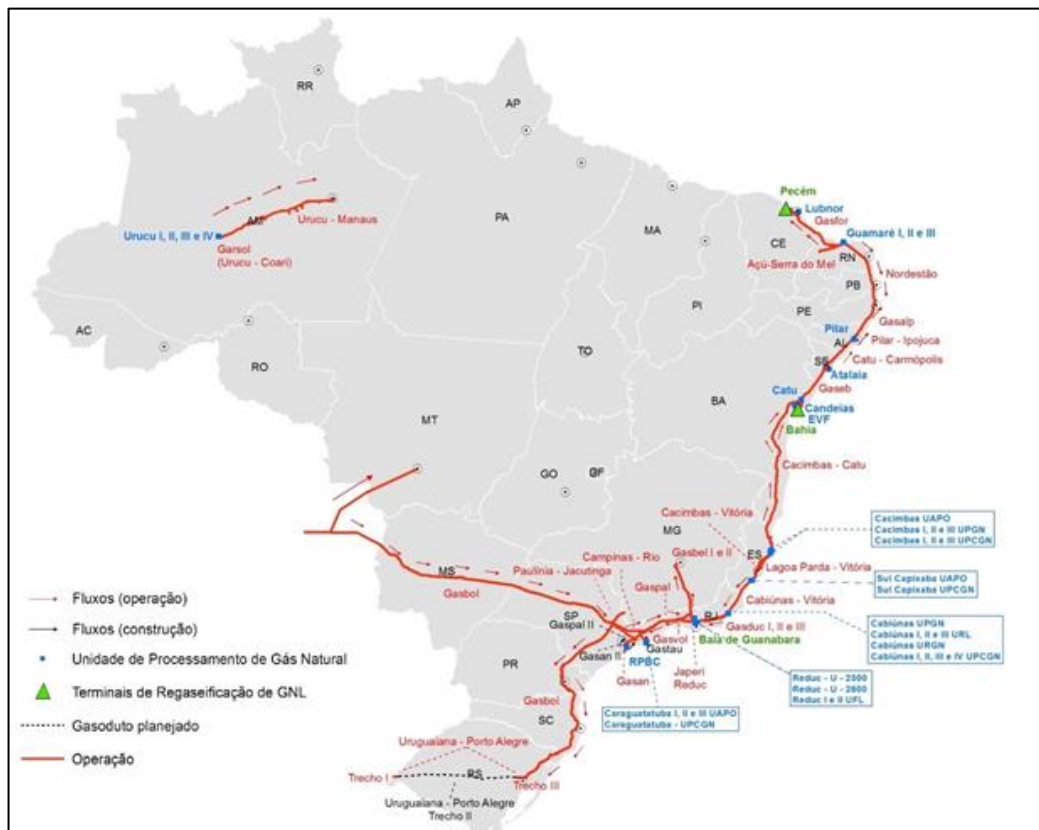 RR
AP
AM
Urucu - Manaus
Urucu I, II, III e IV
Garsol
(Urucu - Coari)
PA
MA
Pecém
Lubnor
Gasfor
Guamaré I, II e III
CE
RN
Açú-Serra do Mel
Nordestão
PB
PI
PE
Gasalp
AC
RO
TO
Pilar
AL
Pilar - Ipojuca
Catu - Carmópolis
SE
Atalaia
Gaseb
MT
BA
Catu
Candeias
EVF
Bahia
GO
DF
Cacimbas - Catu
MG
Cacimbas - Vitória
Cacimbas UAPO
Cacimbas I, II e III UPGN
Cacimbas I, II e III UPCGN
Campinas - Rio
Gasbel I e II
ES
Paulínia - Jacutinga
Lagoa Parda - Vitória
MS
Gasbol
Gaspal
Sul Capixaba UAPO
Sul Capixaba UPCGN
Cabiúnas - Vitória
SP
Gaspal II
RJ
Gasduc I, II e III
Gasvol
Baía de Guanabara
Cabiúnas UPGN
Cabiúnas I, II e III URL
Cabiúnas URGN
Cabiúnas I, II, III e IV UPCGN
Gasan II
RPBC
Gastau
Gasan
Japeri
Reduc
PR
Reduc - U - 2500
Reduc - U - 2600
Reduc I e II UFL
Gasbol
Caraguatatuba I, II e III UAPO
Caraguatatuba - UPCGN
SC
Uruguaiana - Porto Alegre
Trecho I
RS
Trecho III
Uruguaiana - Porto Alegre
Trecho II
Fluxos (operação)
Fluxos (construção)
Unidade de Processamento de Gás Natural
Terminais de Regaseificação de GNL
Gasoduto planejado
Operação